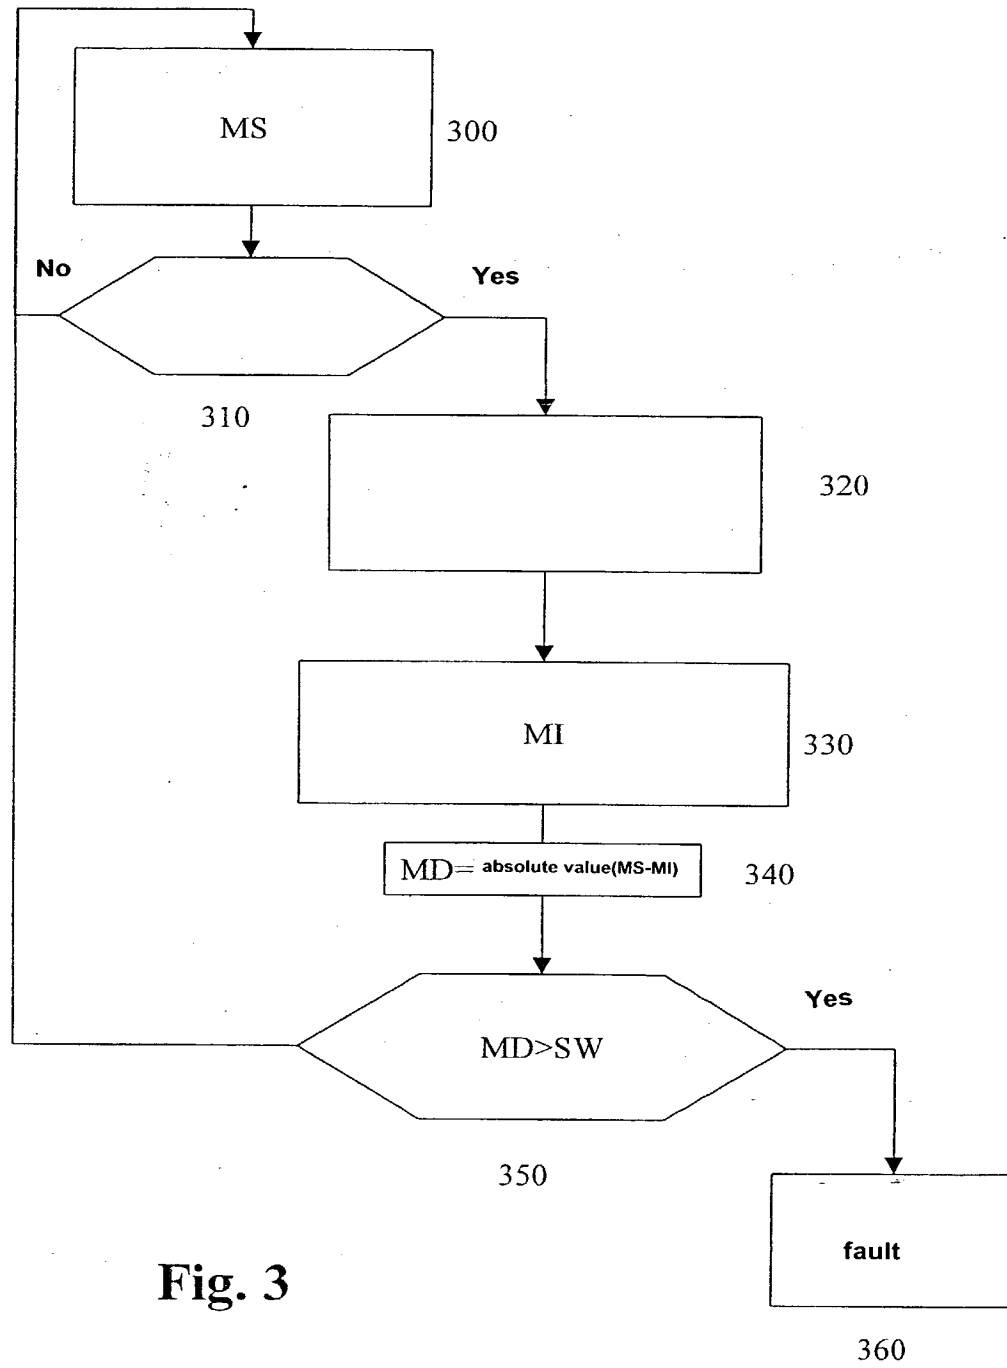 MS
300
No
Yes
310
320
MI
330
MD= absolute value(MS-MI)
340
Yes
MD>SW
350
fault
Fig. 3
360